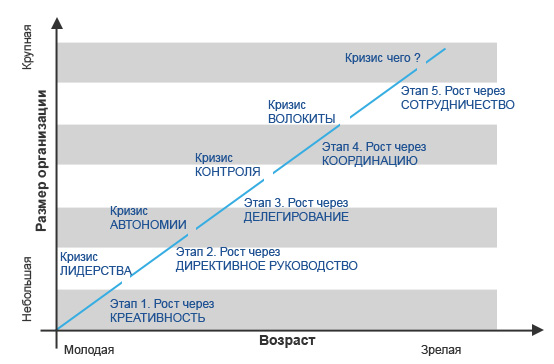 Крупная
Размер организации
Небольшая
Кризис чего ?
Этап 5. Рост через
СОТРУДНИЧЕСТВО
Кризис
ВОЛОКИТЫ
Этап 4. Рост через
КООРДИНАЦИЮ
Кризис
КОНТРОЛЯ
Этап 3. Рост через
ДЕЛЕГИРОВАНИЕ
Кризис
АВТОНОМИИ
Этап 2. Рост через
ДИРЕКТИВНОЕ РУКОВОДСТВО
Кризис
ЛИДЕРСТВА
Этап 1. Рост через
КРЕАТИВНОСТЬ
Молодая
Возраст
Зрелая